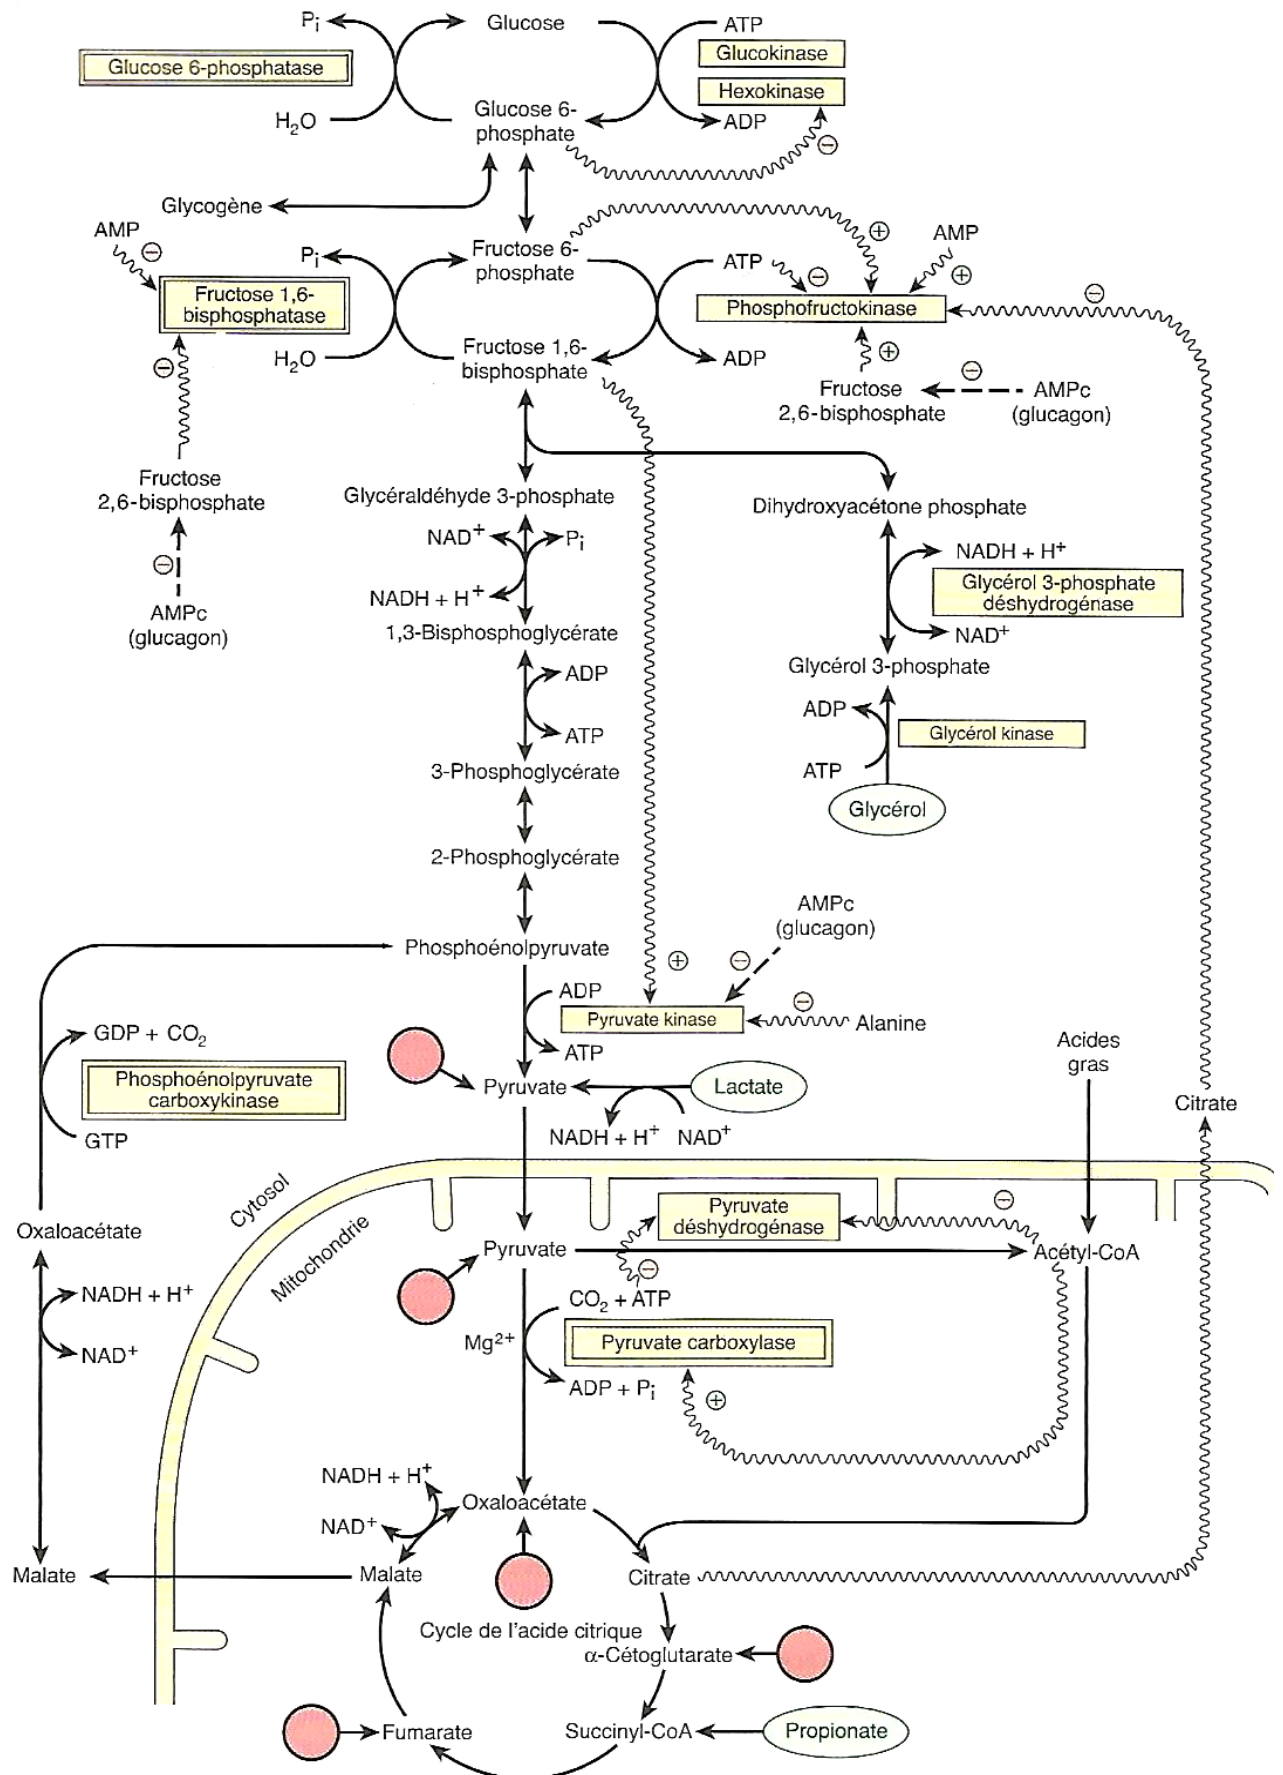 Pi
Glucose
ATP
Glucose 6-phosphatase
Glucokinase
Hexokinase
H2O
Glucose 6-
phosphate
ADP
−
Glycogène
AMP
−
Pi
Fructose 6-
phosphate
ATP
−
+
AMP
+
−
Fructose 1,6-
bisphosphatase
Phosphofructokinase
H2O
Fructose 1,6-
bisphosphate
ADP
+
−
−
Fructose
2,6-bisphosphate
AMPc
(glucagon)
Fructose
2,6-bisphosphate
−
AMPc
(glucagon)
Glycéraldéhyde 3-phosphate
Dihydroxyacétone phosphate
NAD+
Pi
NADH + H+
NADH + H+
Glycérol 3-phosphate
déshydrogénase
NAD+
1,3-Bisphosphoglycérate
Glycérol 3-phosphate
ADP
ATP
ADP
Glycérol kinase
ATP
Glycérol
3-Phosphoglycérate
2-Phosphoglycérate
AMPc
(glucagon)
Phosphoénolpyruvate
+
−
ADP
Pyruvate kinase
−
Alanine
ATP
GDP + CO2
Phosphoénolpyruvate
carboxykinase
GTP
Pyruvate
Lactate
NADH + H+
NAD+
Acides
gras
Citrate
Cytosol
Mitochondrie
Oxaloacétate
Pyruvate
déshydrogénase
−
Pyruvate
−
Acétyl-CoA
NADH + H+
NAD+
CO2 + ATP
Mg2+
Pyruvate carboxylase
ADP + Pi
+
NADH + H+
NAD+
Oxaloacétate
Malate
Malate
Citrate
Cycle de l'acide citrique
α-Cétoglutarate
Fumarate
Succinyl-CoA
Propionate